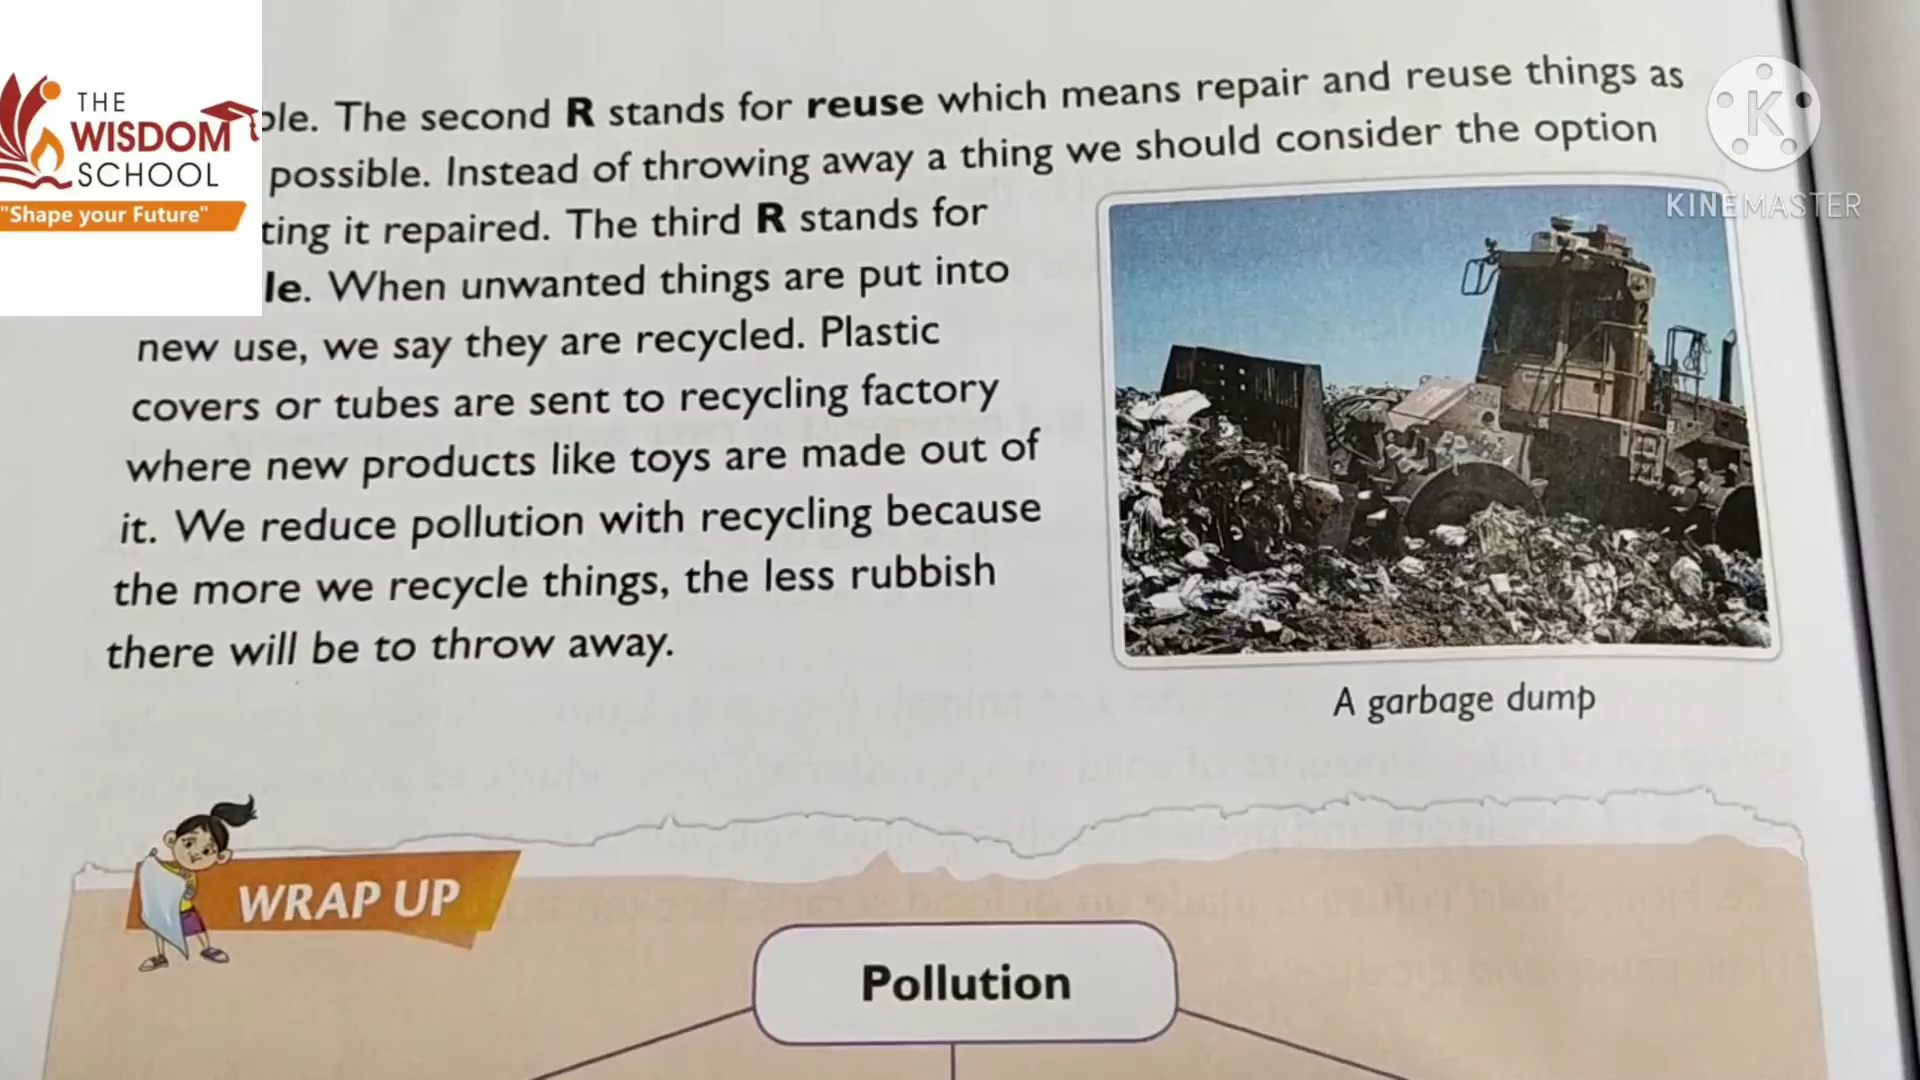 THE
WISDOM
SCHOOL
"Shape your Future"
The second R stands for reuse which means repair and reuse things as
possible. Instead of throwing away a thing we should consider the option
it repaired. The third R stands for
When unwanted things are put into
new use, we say they are recycled. Plastic
covers or tubes are sent to recycling factory
where new products like toys are made out of
it. We reduce pollution with recycling because
the more we recycle things, the less rubbish
there will be to throw away.
K
KINEMASTER
A garbage dump
WRAP UP
Pollution